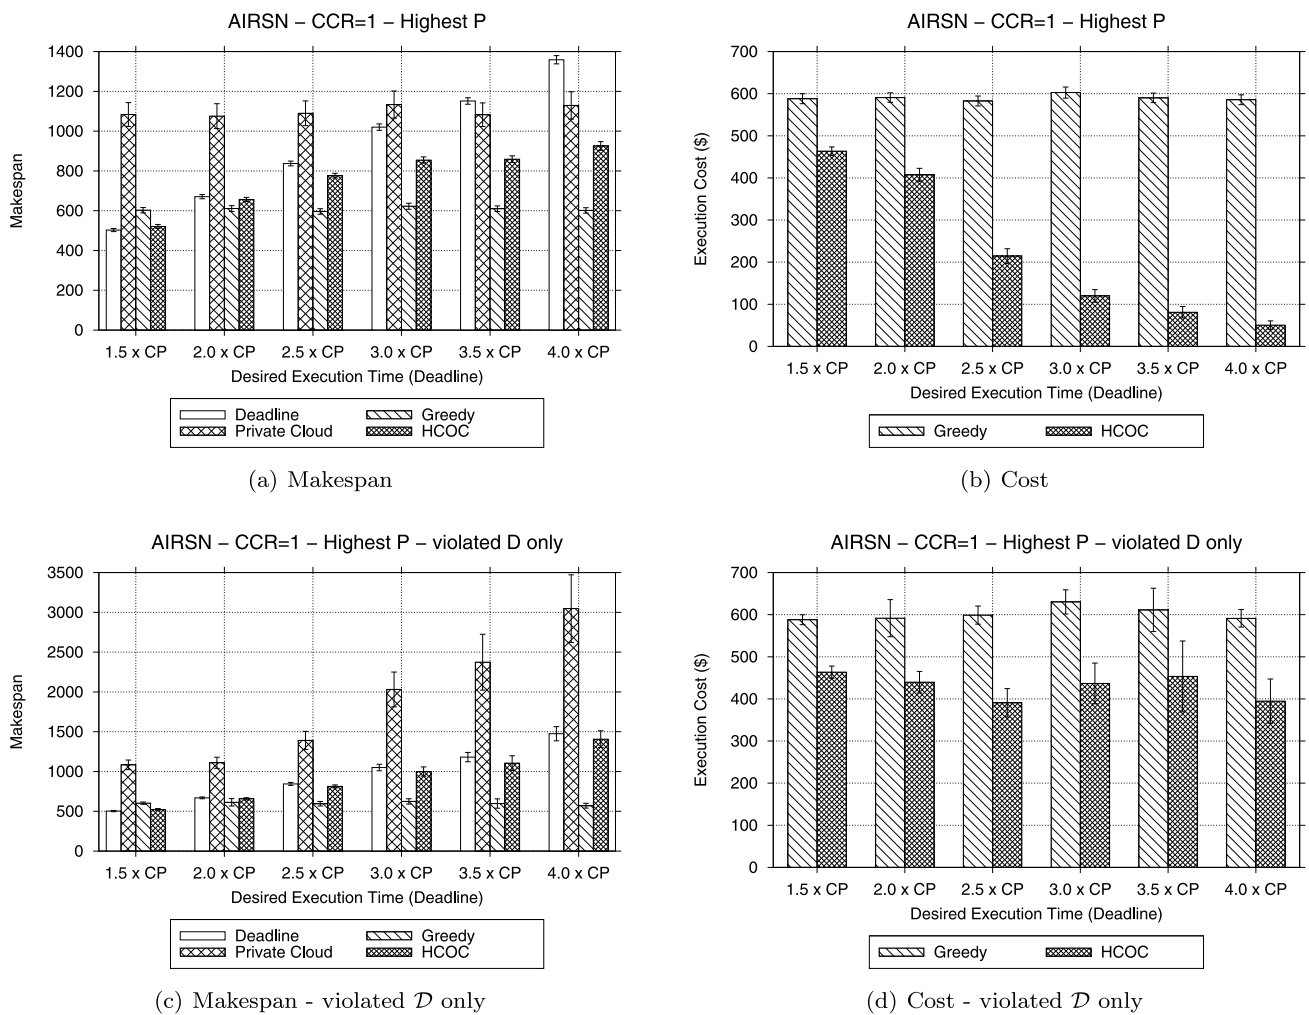 AIRSN – CCR=1 – Highest P
Makespan
1400
1200
1000
800
600
400
200
0
1.5 x CP 2.0 x CP 2.5 x CP 3.0 x CP 3.5 x CP 4.0 x CP
Desired Execution Time (Deadline)
Deadline Greedy
Private Cloud HCOC
(a) Makespan
AIRSN – CCR=1 – Highest P
Execution Cost ($)
700
600
500
400
300
200
100
0
1.5 x CP 2.0 x CP 2.5 x CP 3.0 x CP 3.5 x CP 4.0 x CP
Desired Execution Time (Deadline)
Greedy HCOC
(b) Cost
AIRSN – CCR=1 – Highest P – violated D only
Makespan
3500
3000
2500
2000
1500
1000
500
0
1.5 x CP 2.0 x CP 2.5 x CP 3.0 x CP 3.5 x CP 4.0 x CP
Desired Execution Time (Deadline)
Deadline Greedy
Private Cloud HCOC
(c) Makespan - violated 𝒟 only
AIRSN – CCR=1 – Highest P – violated D only
Execution Cost ($)
700
600
500
400
300
200
100
0
1.5 x CP 2.0 x CP 2.5 x CP 3.0 x CP 3.5 x CP 4.0 x CP
Desired Execution Time (Deadline)
Greedy HCOC
(d) Cost - violated 𝒟 only